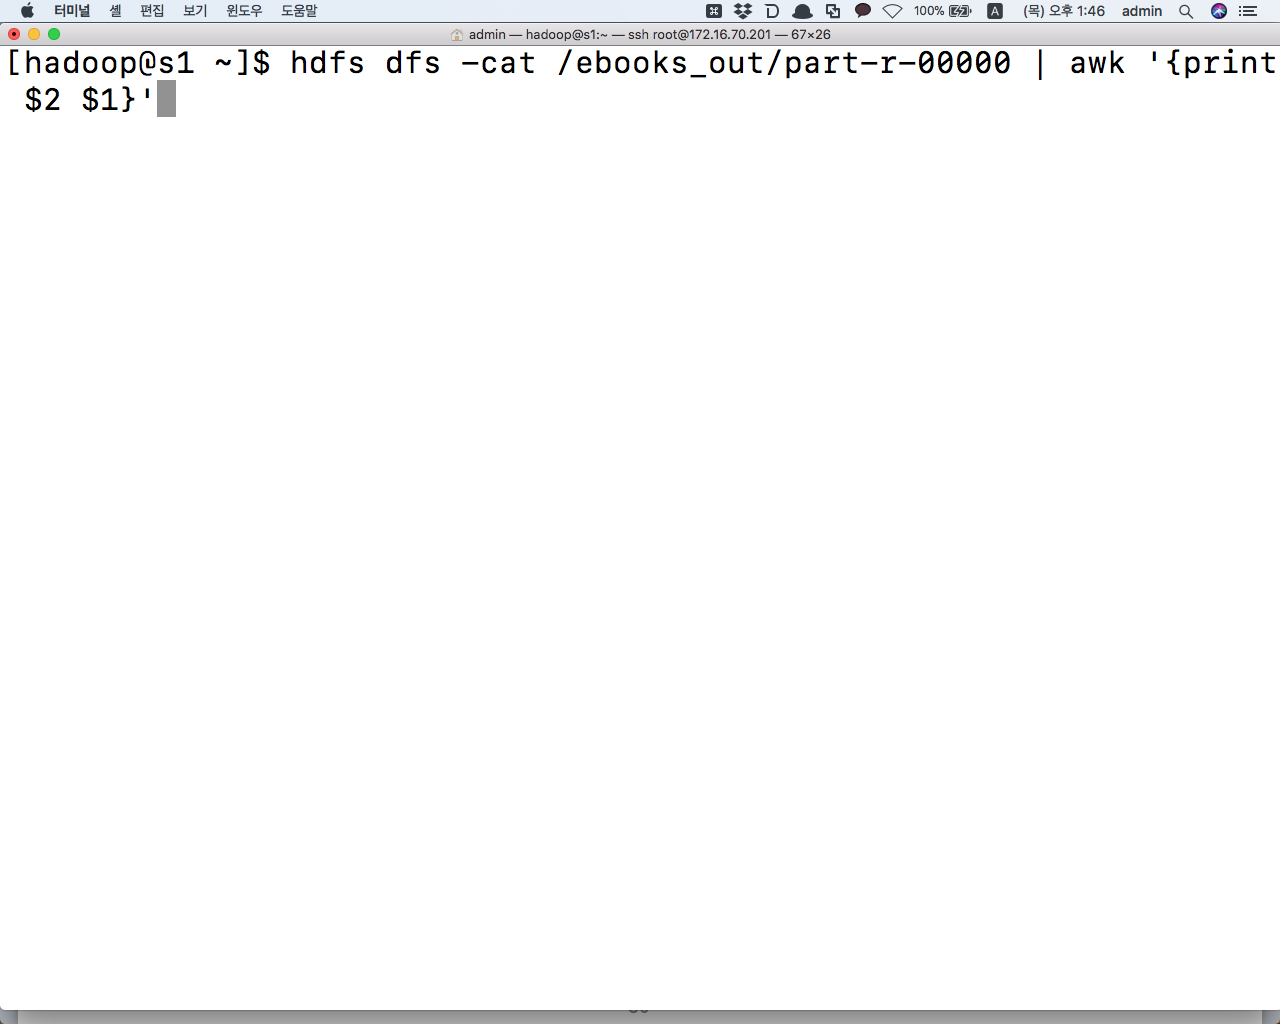 터미널 셸 편집 보기 윈도우 도움말 100% A (목) 오후 1:46 admin
admin — hadoop@s1:~ — ssh root@172.16.70.201 — 67×26
[hadoop@s1 ~]$ hdfs dfs -cat /ebooks_out/part-r-00000 | awk '{print
$2 $1}'